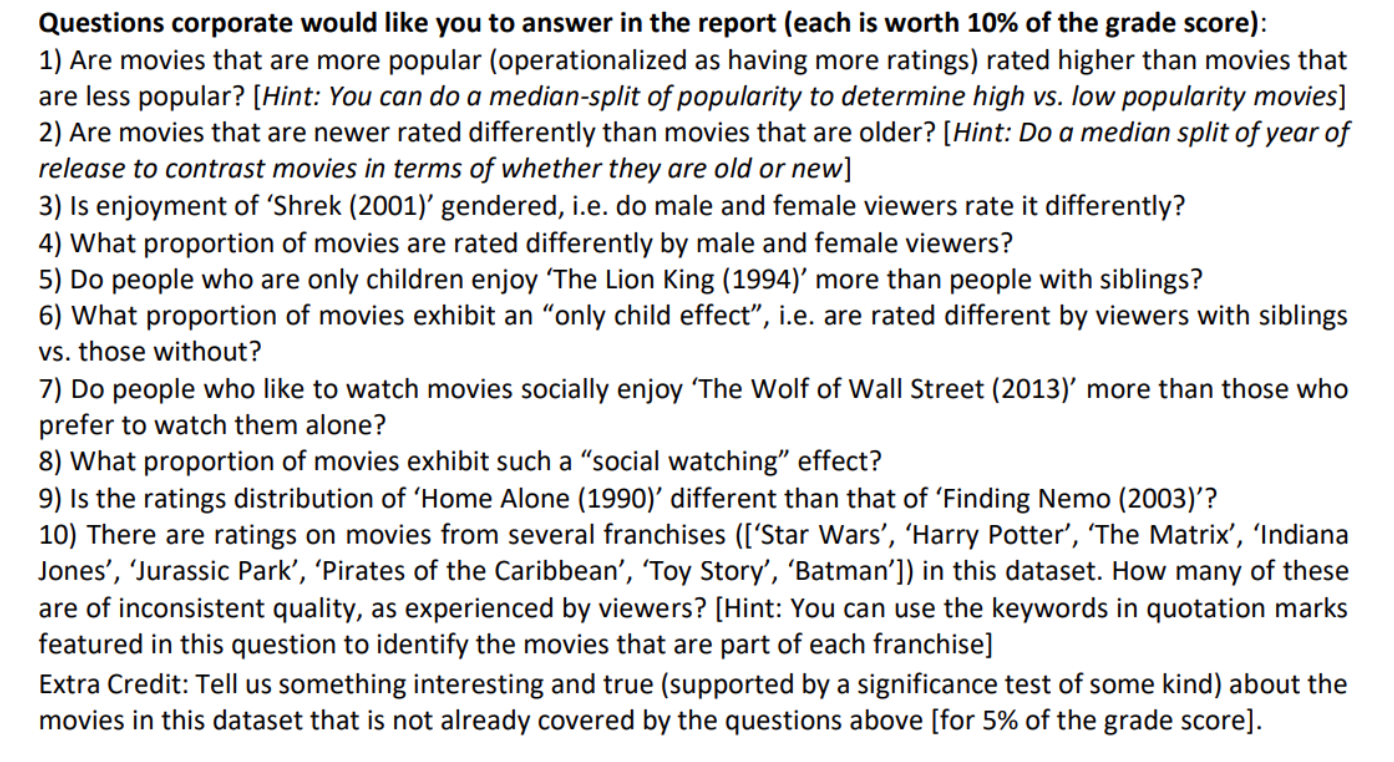 Questions corporate would like you to answer in the report (each is worth 10% of the grade score):
1) Are movies that are more popular (operationalized as having more ratings) rated higher than movies that
are less popular? [Hint: You can do a median-split of popularity to determine high vs. low popularity movies]
2) Are movies that are newer rated differently than movies that are older? [Hint: Do a median split of year of
release to contrast movies in terms of whether they are old or new]
3) Is enjoyment of ‘Shrek (2001)’ gendered, i.e. do male and female viewers rate it differently?
4) What proportion of movies are rated differently by male and female viewers?
5) Do people who are only children enjoy ‘The Lion King (1994)’ more than people with siblings?
6) What proportion of movies exhibit an “only child effect”, i.e. are rated different by viewers with siblings
vs. those without?
7) Do people who like to watch movies socially enjoy ‘The Wolf of Wall Street (2013)’ more than those who
prefer to watch them alone?
8) What proportion of movies exhibit such a “social watching” effect?
9) Is the ratings distribution of ‘Home Alone (1990)’ different than that of ‘Finding Nemo (2003)’?
10) There are ratings on movies from several franchises ([‘Star Wars’, ‘Harry Potter’, ‘The Matrix’, ‘Indiana
Jones’, ‘Jurassic Park’, ‘Pirates of the Caribbean’, ‘Toy Story’, ‘Batman’]) in this dataset. How many of these
are of inconsistent quality, as experienced by viewers? [Hint: You can use the keywords in quotation marks
featured in this question to identify the movies that are part of each franchise]
Extra Credit: Tell us something interesting and true (supported by a significance test of some kind) about the
movies in this dataset that is not already covered by the questions above [for 5% of the grade score].